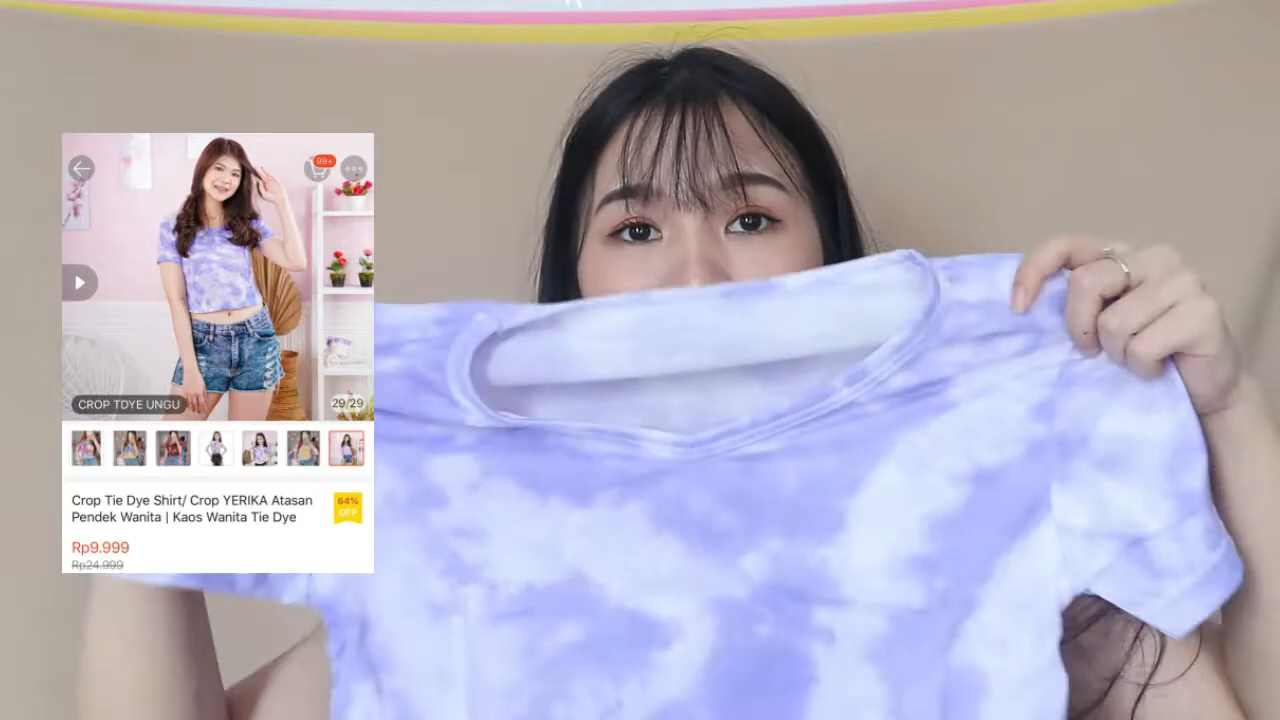 99+
CROP TDYE UNGU
29/29
Crop Tie Dye Shirt/ Crop YERIKA Atasan
Pendek Wanita | Kaos Wanita Tie Dye
64%
OFF
Rp9.999
Rp24.999